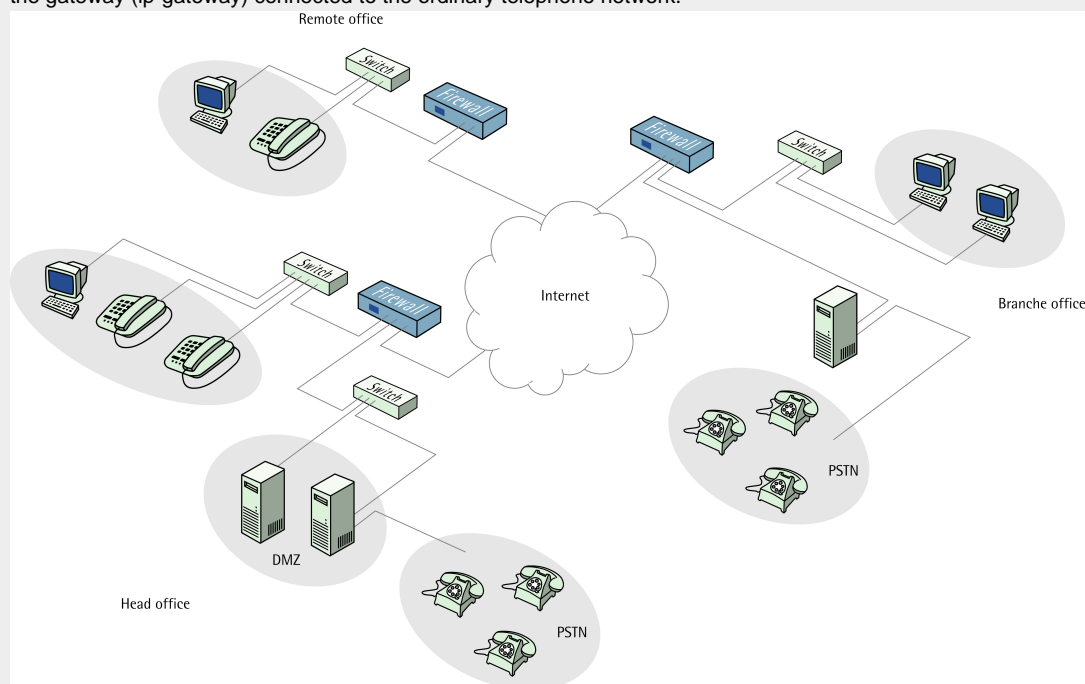 the gateway (ip-gateway) connected to the ordinary telephone network.
Remote office
Switch
Firewall
Firewall
Switch
Switch
Firewall
Internet
Branche office
Switch
PSTN
DMZ
Head office
PSTN